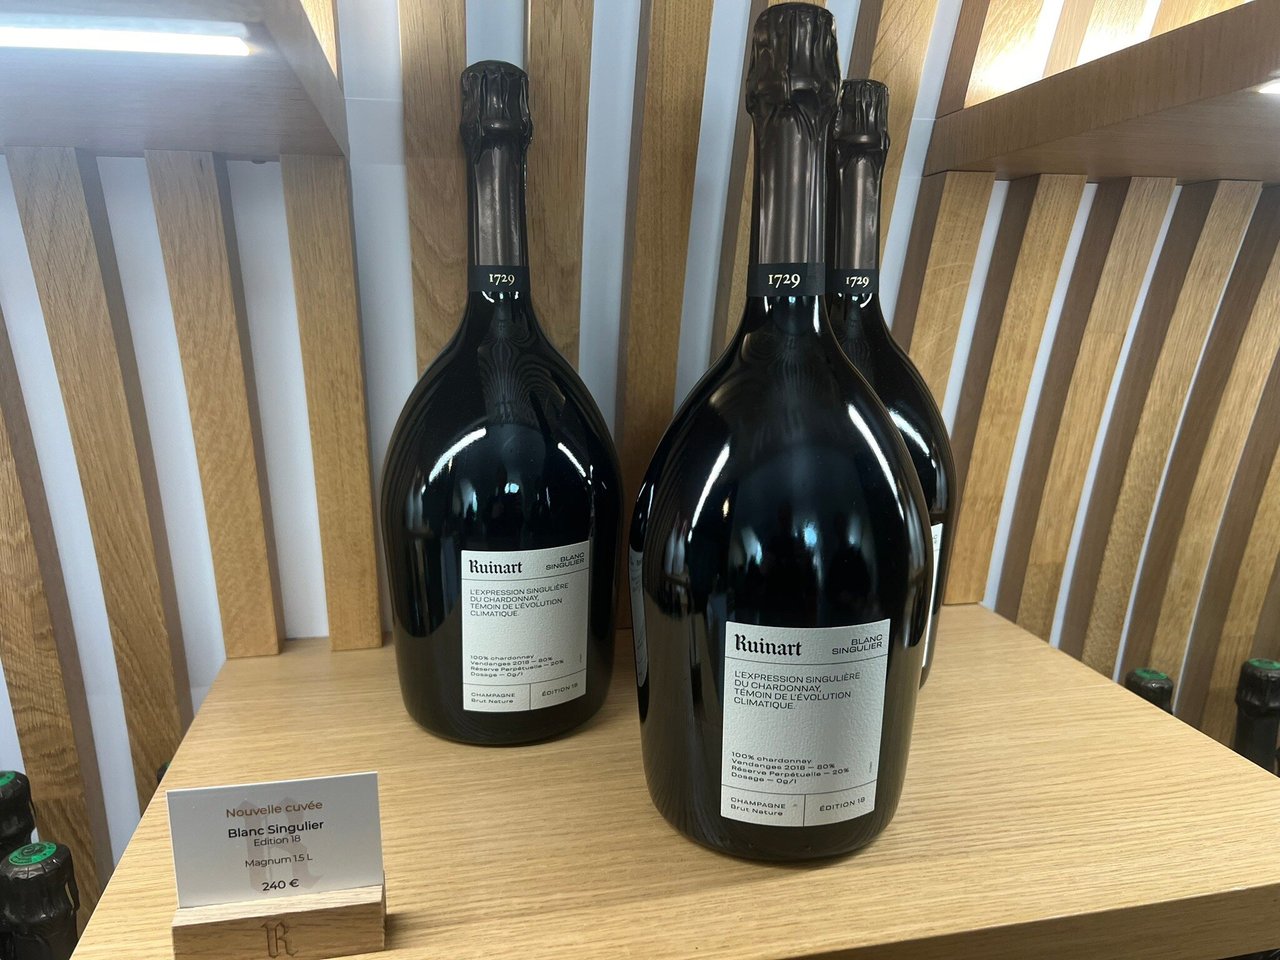 1729
Ruinart
BLANC
SINGULIER
L'EXPRESSION SINGULIÈRE
DU CHARDONNAY,
TÉMOIN DE L'ÉVOLUTION
CLIMATIQUE.
100% chardonnay
Vendanges 2018 — 80%
Réserve Perpétuelle — 20%
Dosage — 0g/l
CHAMPAGNE
Brut Nature
ÉDITION 18
1729
Ruinart
BLANC
SINGULIER
L'EXPRESSION SINGULIÈRE
DU CHARDONNAY,
TÉMOIN DE L'ÉVOLUTION
CLIMATIQUE.
100% chardonnay
Vendanges 2018 — 80%
Réserve Perpétuelle — 20%
Dosage — 0g/l
CHAMPAGNE
Brut Nature
ÉDITION 18
1729
Nouvelle cuvée
Blanc Singulier
Edition 18
Magnum 1.5 L
240 €
R